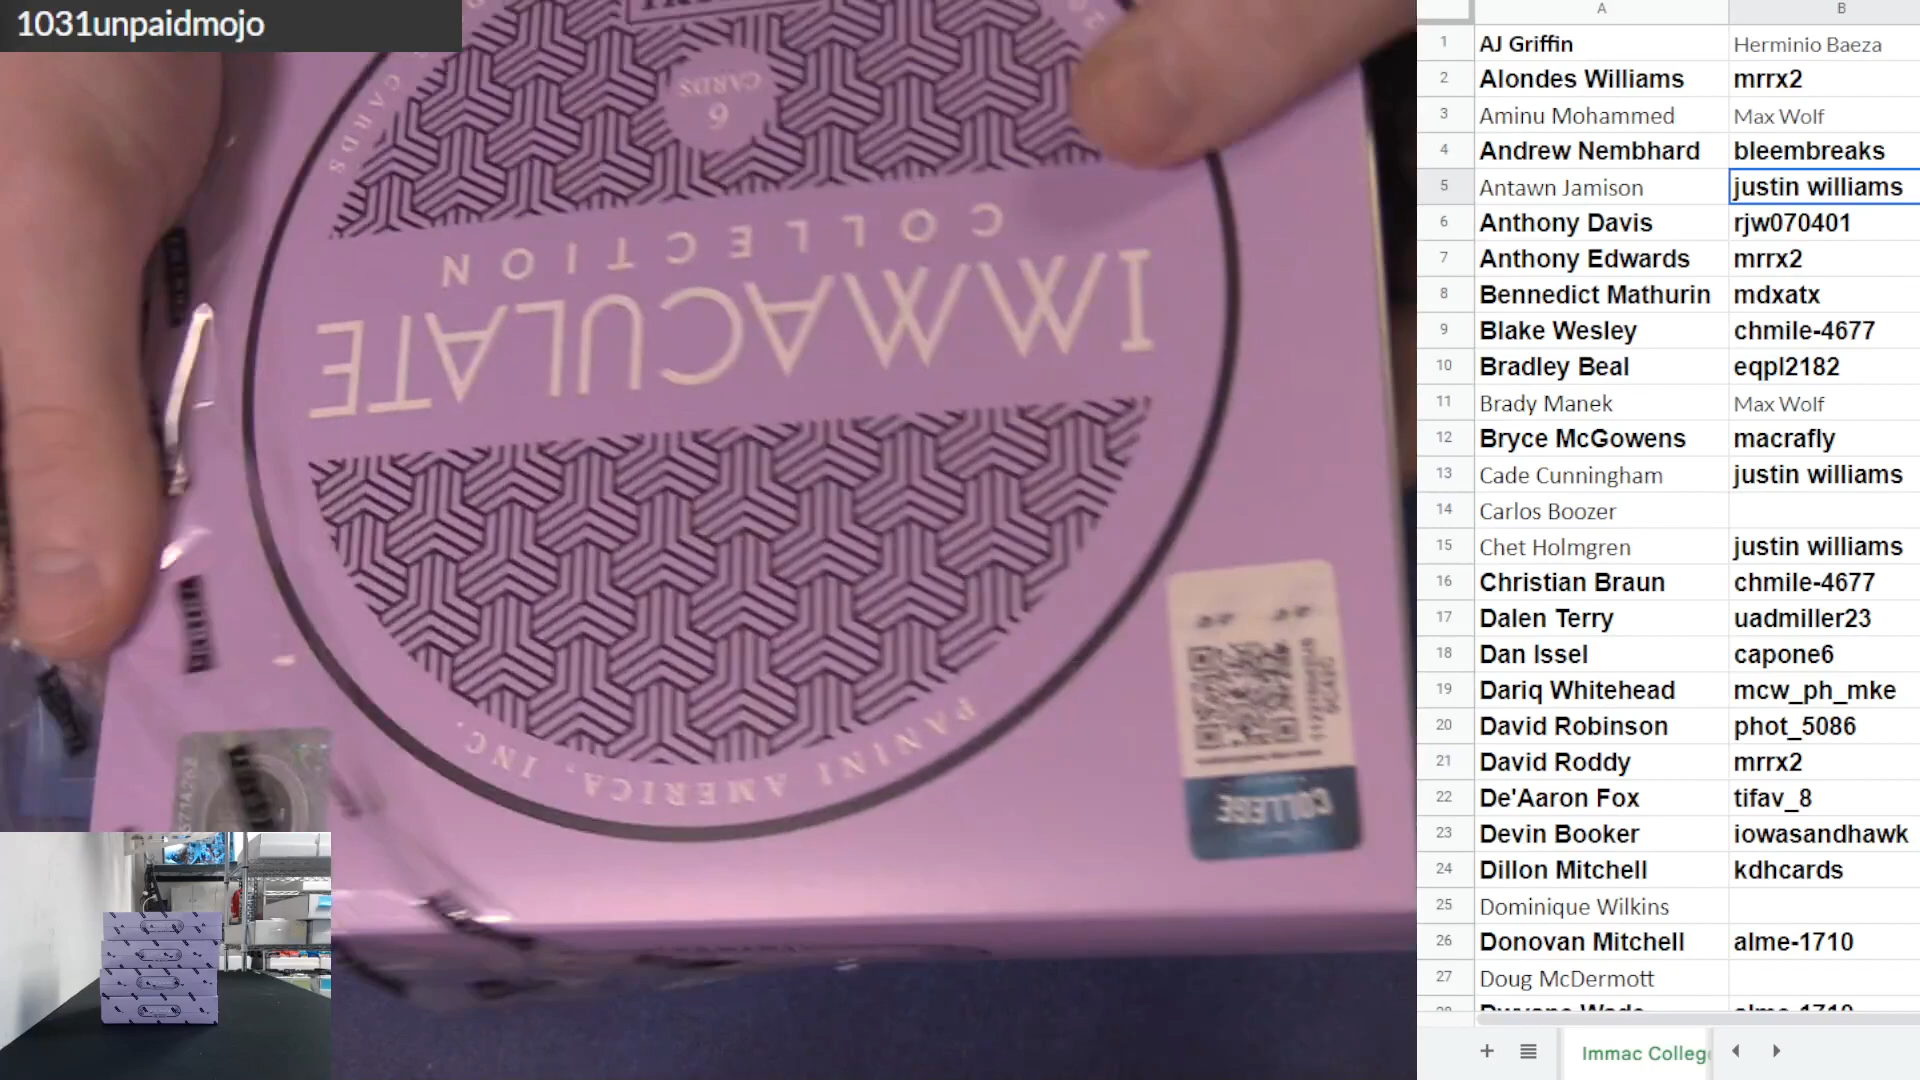 1031unpaidmojo
6
CARDS
CARDS
IMMACULATE
COLLECTION
PANINI AMERICA, INC.
COLLEGE
A B
1 AJ Griffin Herminio Baeza
2 Alondes Williams mrrx2
3 Aminu Mohammed Max Wolf
4 Andrew Nembhard bleembreaks
5 Antawn Jamison justin williams
6 Anthony Davis rjw070401
7 Anthony Edwards mrrx2
8 Bennedict Mathurin mdxatx
9 Blake Wesley chmile-4677
10 Bradley Beal eqpl2182
11 Brady Manek Max Wolf
12 Bryce McGowens macrafly
13 Cade Cunningham justin williams
14 Carlos Boozer
15 Chet Holmgren justin williams
16 Christian Braun chmile-4677
17 Dalen Terry uadmiller23
18 Dan Issel capone6
19 Dariq Whitehead mcw_ph_mke
20 David Robinson phot_5086
21 David Roddy mrrx2
22 De'Aaron Fox tifav_8
23 Devin Booker iowasandhawk
24 Dillon Mitchell kdhcards
25 Dominique Wilkins
26 Donovan Mitchell alme-1710
27 Doug McDermott
28 Dwyane Wade alme-1710
Immac Colleg